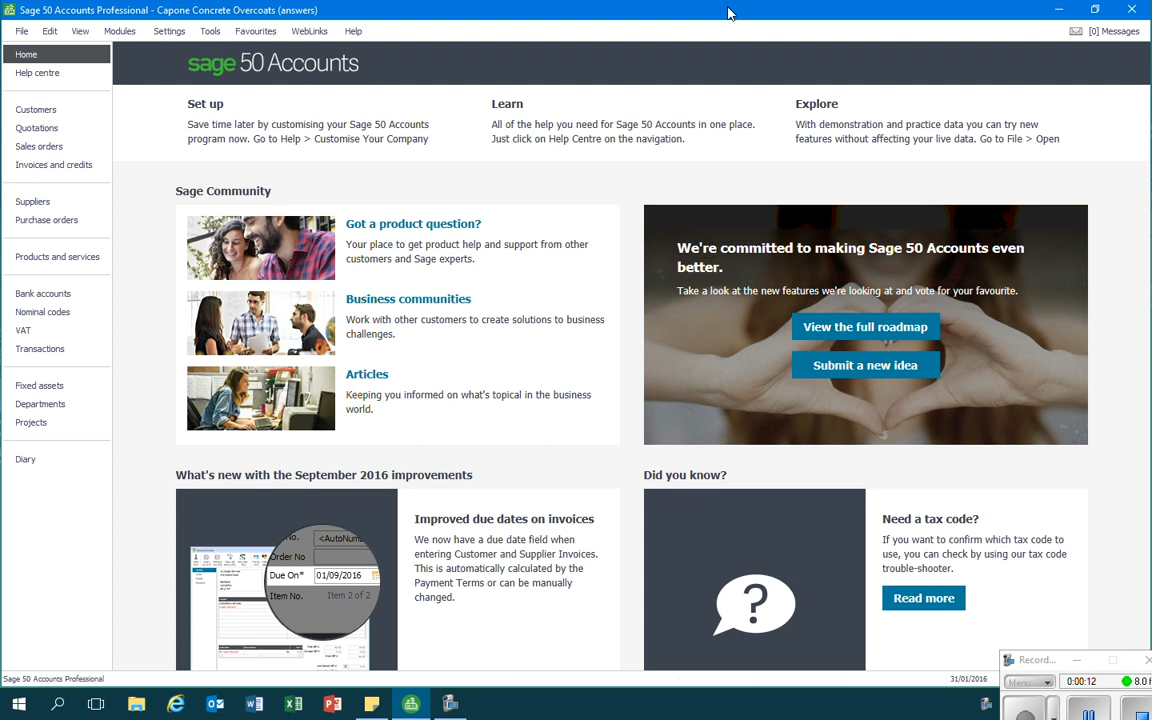 Sage 50 Accounts Professional - Capone Concrete Overcoats (answers)
File Edit View Modules Settings Tools Favourites WebLinks Help
[0] Messages
Home
Help centre
Customers
Quotations
Sales orders
Invoices and credits
Suppliers
Purchase orders
Products and services
Bank accounts
Nominal codes
VAT
Transactions
Fixed assets
Departments
Projects
Diary
sage 50 Accounts
Set up
Save time later by customising your Sage 50 Accounts
program now. Go to Help > Customise Your Company
Learn
All of the help you need for Sage 50 Accounts in one place.
Just click on Help Centre on the navigation.
Explore
With demonstration and practice data you can try new
features without affecting your live data. Go to File > Open
Sage Community
Got a product question?
Your place to get product help and support from other
customers and Sage experts.
Business communities
Work with other customers to create solutions to business
challenges.
Articles
Keeping you informed on what's topical in the business
world.
We're committed to making Sage 50 Accounts even
better.
Take a look at the new features we're looking at and vote for your favourite.
View the full roadmap
Submit a new idea
What's new with the September 2016 improvements
No. <AutoNum
Order No
Due On* 01/09/2016
Item No. Item 2 of 2
Improved due dates on invoices
We now have a due date field when
entering Customer and Supplier Invoices.
This is automatically calculated by the
Payment Terms or can be manually
changed.
Did you know?
?
Need a tax code?
If you want to confirm which tax code to
use, you can check by using our tax code
trouble-shooter.
Read more
Sage 50 Accounts Professional
31/01/2016
Record...
Menu
0:00:12
8.0 f